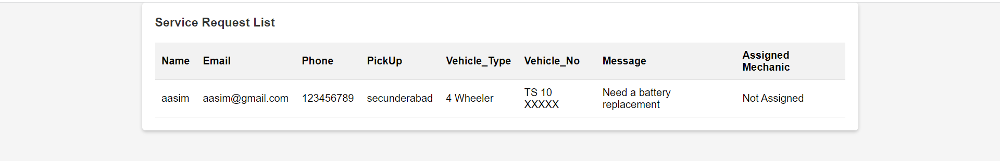 Service Request List
Name Email Phone PickUp Vehicle_Type Vehicle_No Message Assigned Mechanic
aasim aasim@gmail.com 123456789 secunderabad 4 Wheeler TS 10 XXXXX Need a battery replacement Not Assigned